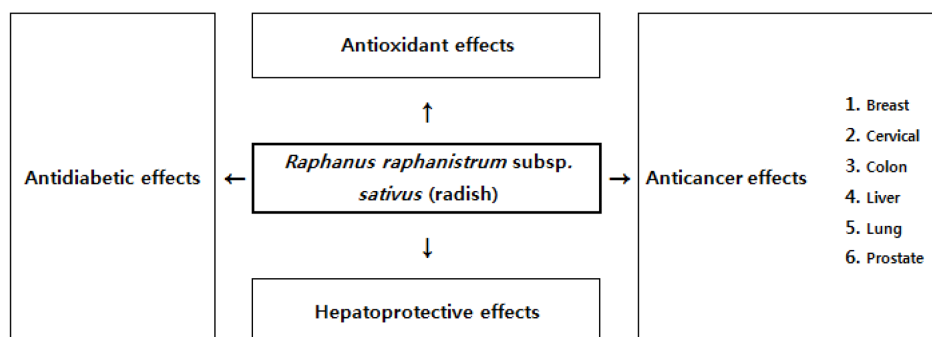 Antioxidant effects
↑
Antidiabetic effects
←
Raphanus raphanistrum subsp.
sativus (radish)
→
Anticancer effects
1. Breast
2. Cervical
3. Colon
4. Liver
5. Lung
6. Prostate
↓
Hepatoprotective effects